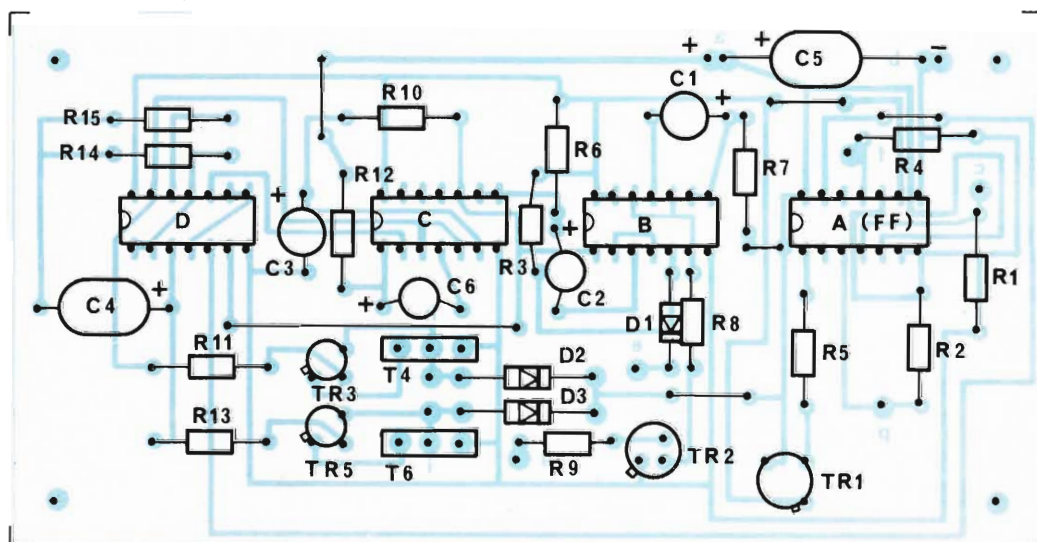 + + C5 -
C1 +
R10
R15
R14
R6
R4
R7
R12
+
D
C
B
A (FF)
+
C3
R3
C2
R1
C4 +
+ C6
D1 R8
R11
D2
R5
R2
T4
TR3
D3
R13
TR5
T6
R9
TR2
TR1